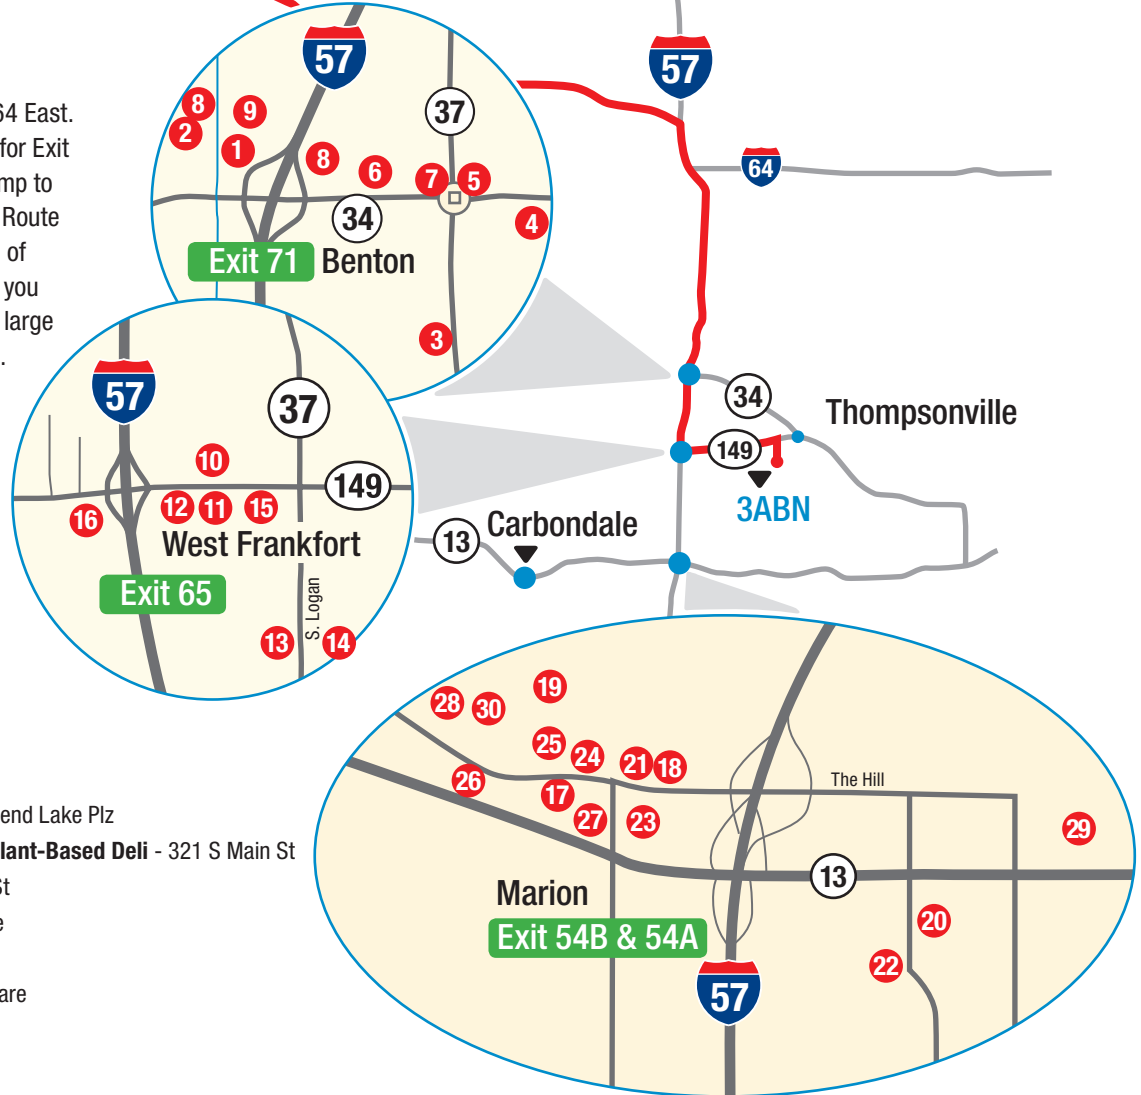 64 East.
for Exit
mp to
Route
of
you
large
.
57
37
8
9
2
1
8
6
7
5
34
4
Exit 71
Benton
3
57
64
34
Thompsonville
149
3ABN
13
Carbondale
57
37
10
149
12
11
15
16
West Frankfort
Exit 65
S. Logan
13
14
end Lake Plz
lant-Based Deli - 321 S Main St
St
e
are
19
28
30
25
24
21
18
26
The Hill
17
27
23
29
13
Marion
20
Exit 54B & 54A
22
57